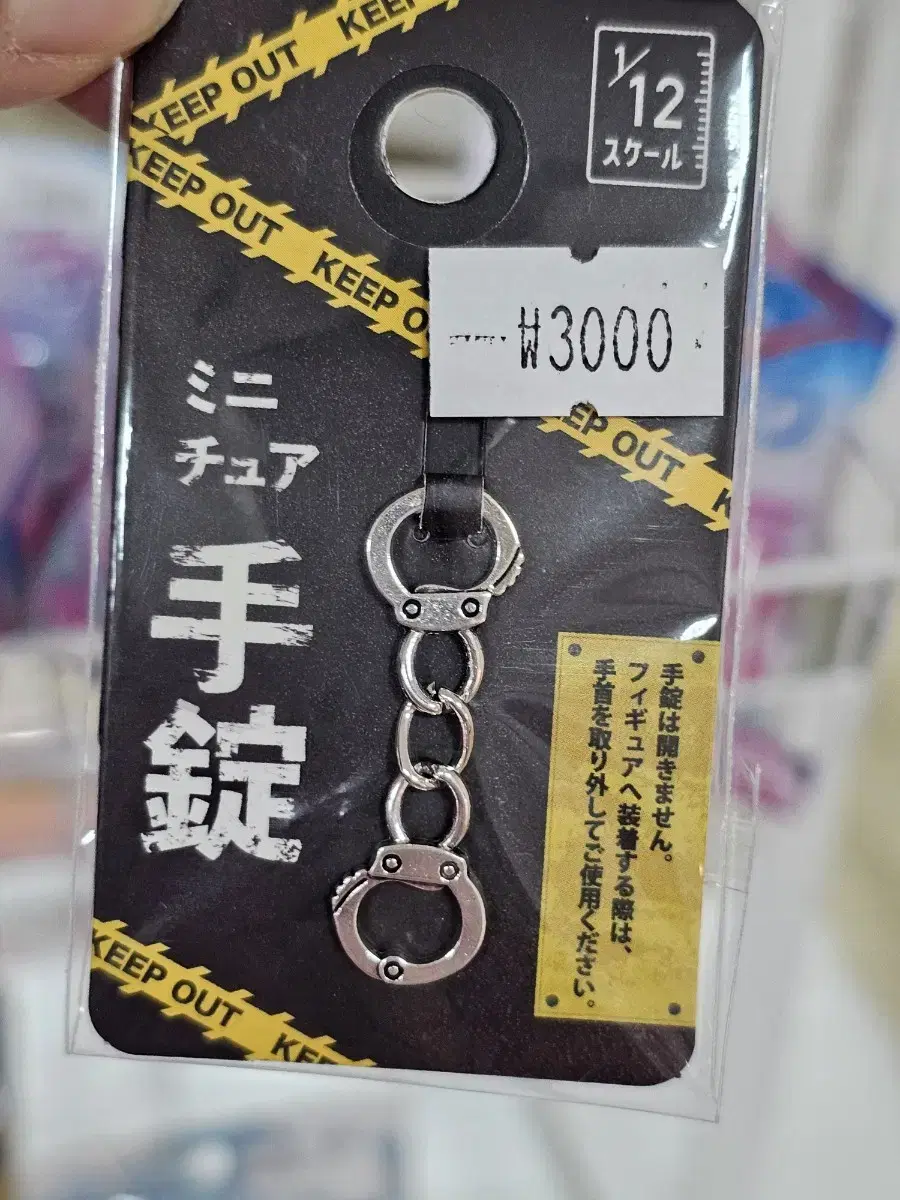 KEEP OUT KEEP
KEEP OUT KEEP O
EP OUT K
1/12
スケール
₩3000
ミニ
チュア
手錠
手錠は開きません。
フィギュアへ装着する際は、
手首を取り外してご使用ください。
KEEP OUT KE